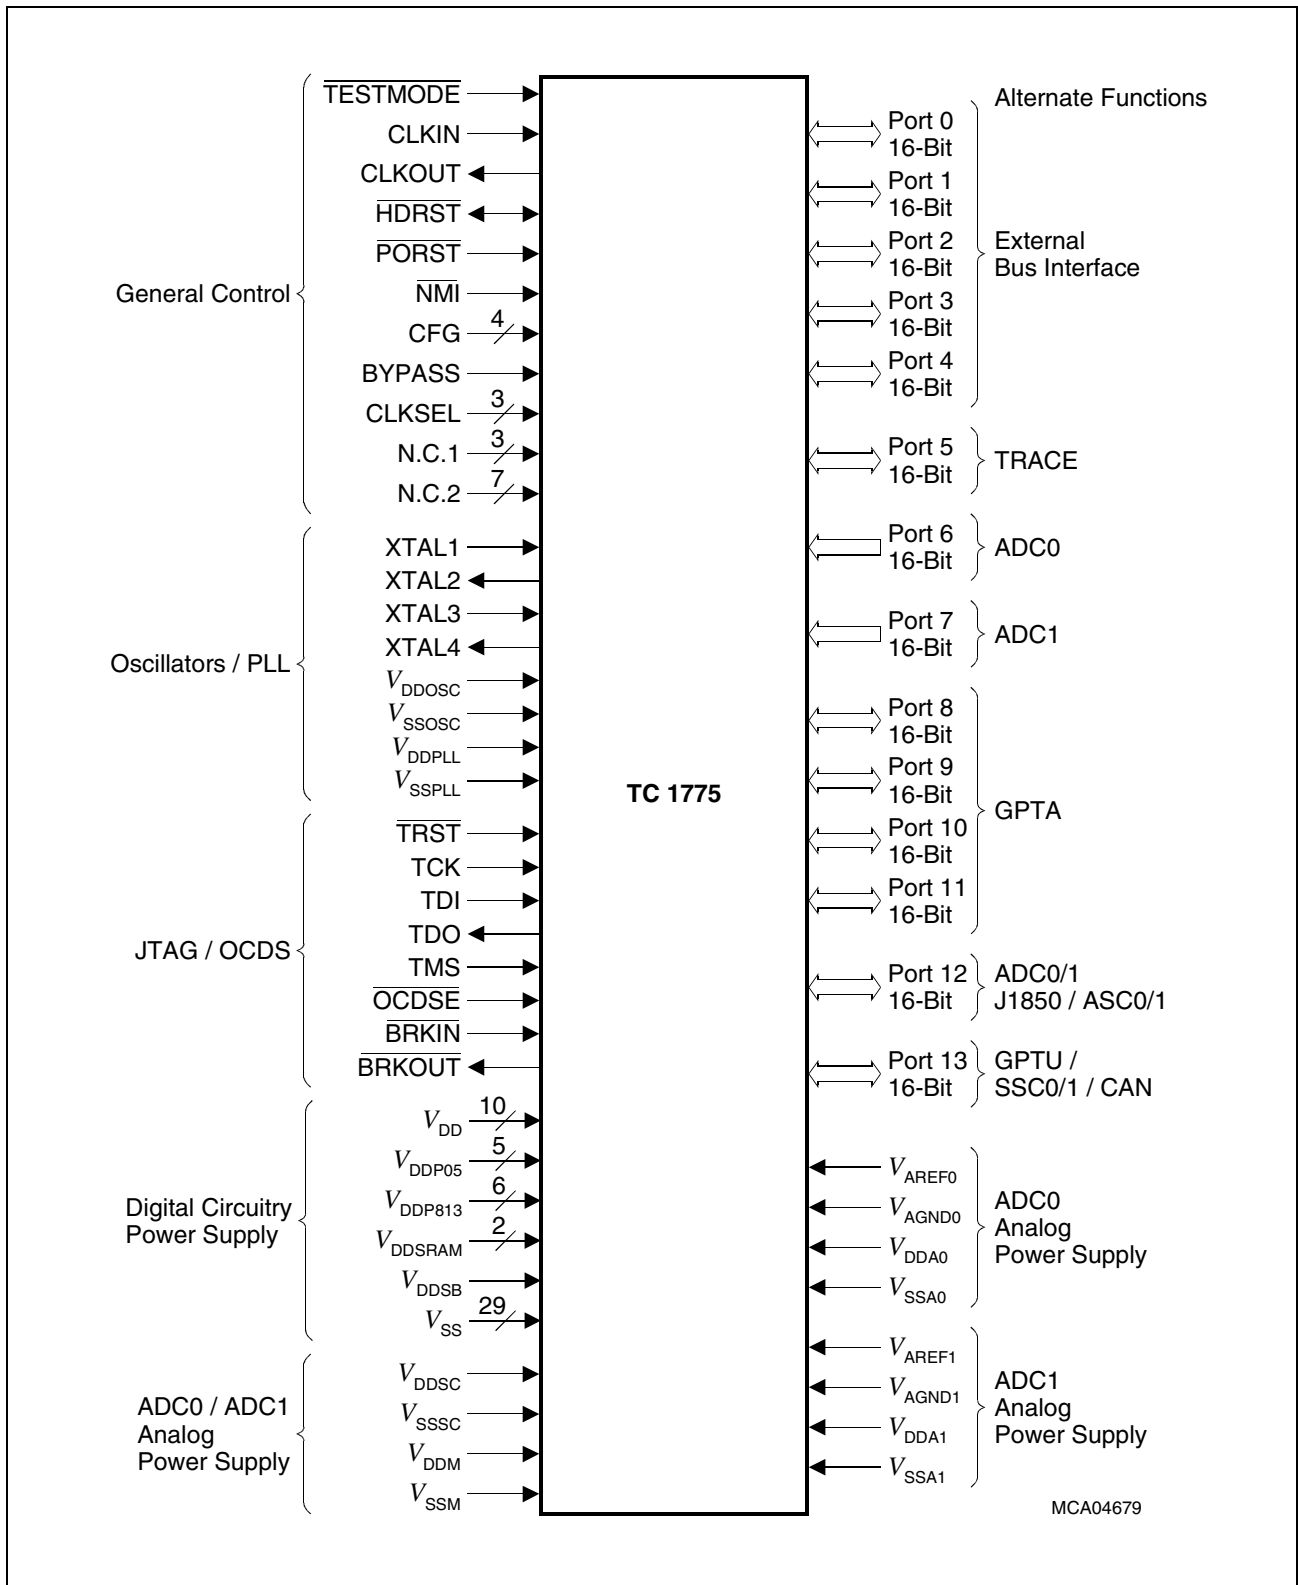 General Control
TESTMODE
CLKIN
CLKOUT
HDRST
PORST
NMI
CFG 4
BYPASS
CLKSEL 3
N.C.1 3
N.C.2 7
Oscillators / PLL
XTAL1
XTAL2
XTAL3
XTAL4
VDDOSC
VSSOSC
VDDPLL
VSSPLL
JTAG / OCDS
TRST
TCK
TDI
TDO
TMS
OCDSE
BRKIN
BRKOUT
Digital Circuitry
Power Supply
VDD 10
VDDP05 5
VDDP813 6
VDDSRAM 2
VDDSB
VSS 29
ADC0 / ADC1
Analog
Power Supply
VDDSC
VSSSC
VDDM
VSSM
TC 1775
Alternate Functions
Port 0
16-Bit
Port 1
16-Bit
Port 2
16-Bit
Port 3
16-Bit
Port 4
16-Bit
External
Bus Interface
Port 5
16-Bit
TRACE
Port 6
16-Bit
ADC0
Port 7
16-Bit
ADC1
Port 8
16-Bit
Port 9
16-Bit
Port 10
16-Bit
Port 11
16-Bit
GPTA
Port 12
16-Bit
ADC0/1
J1850 / ASC0/1
Port 13
16-Bit
GPTU /
SSC0/1 / CAN
VAREF0
VAGND0
VDDA0
VSSA0
ADC0
Analog
Power Supply
VAREF1
VAGND1
VDDA1
VSSA1
ADC1
Analog
Power Supply
MCA04679